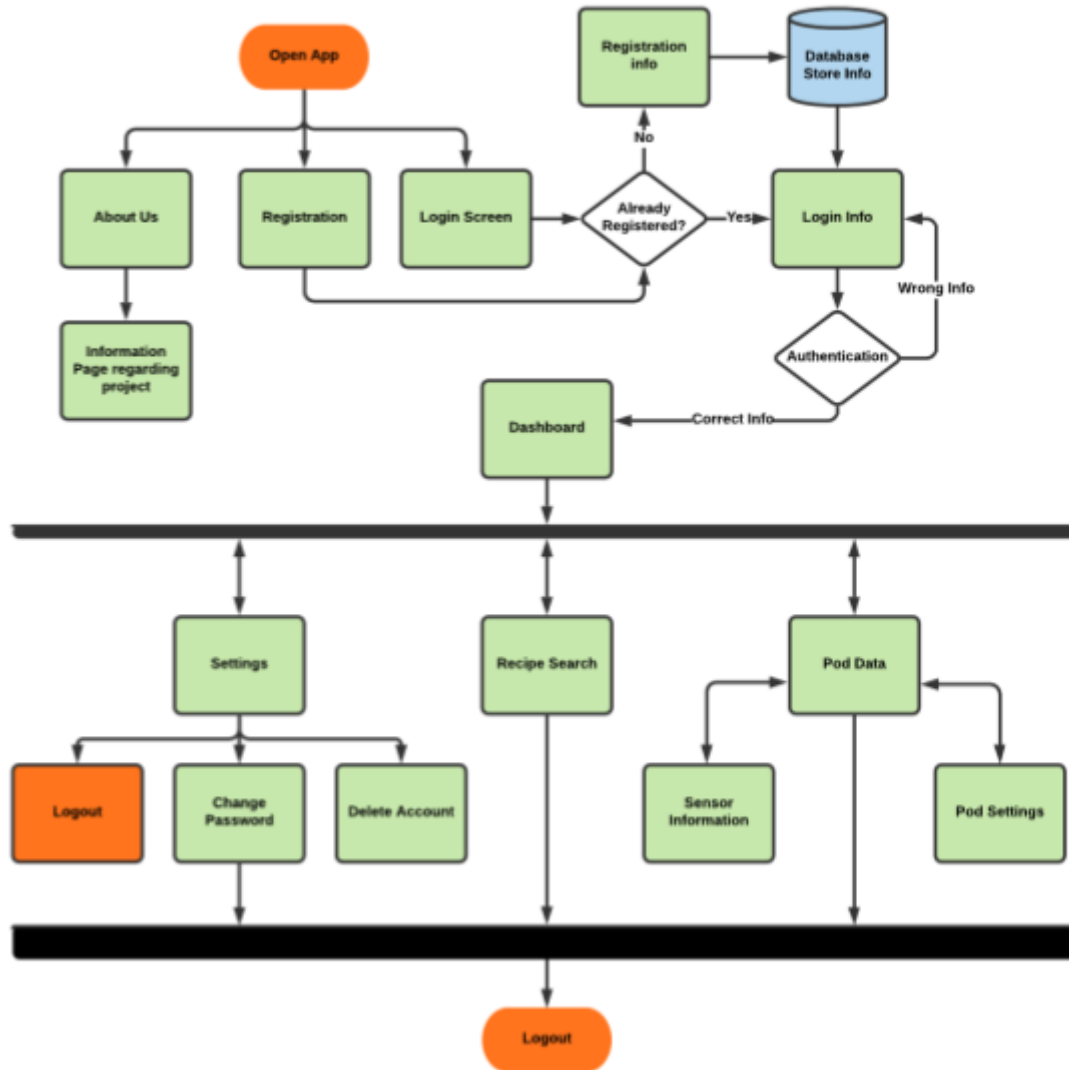 Open App
Registration
info
Database
Store Info
No
About Us
Registration
Login Screen
Already
Registered?
Yes
Login Info
Wrong Info
Information
Page regarding
project
Authentication
Correct Info
Dashboard
Settings
Recipe Search
Pod Data
Logout
Change
Password
Delete Account
Sensor
Information
Pod Settings
Logout